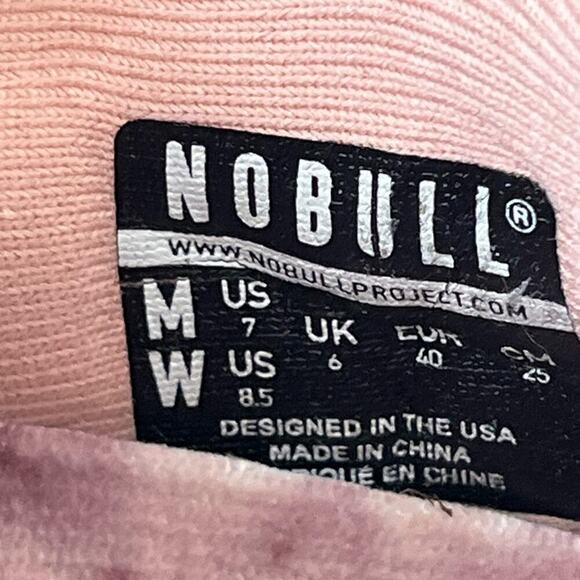 NOBULL®
WWW.NOBULLPROJECT.COM
M US UK EUR CM
7 6 40 25
W US
8.5
DESIGNED IN THE USA
MADE IN CHINA
EN CHINE